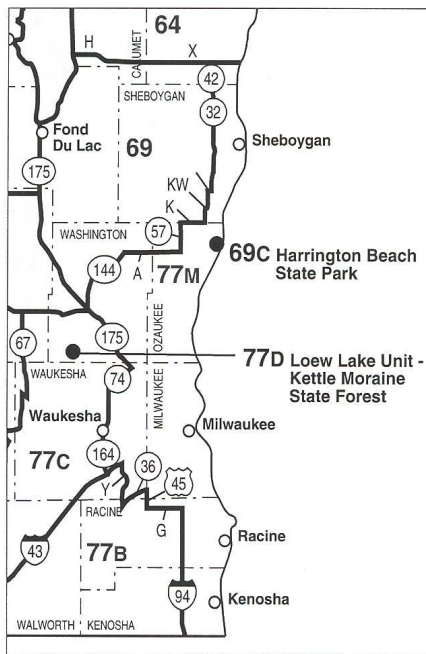 64
H
X
CALUMET
42
SHEBOYGAN
32
Fond
Du Lac
Sheboygan
69
175
KW
K
57
WASHINGTON
69C Harrington Beach
State Park
A
77M
144
OZAUKEE
175
67
77D Loew Lake Unit -
Kettle Moraine
State Forest
WAUKESHA
74
MILWAUKEE
Waukesha
Milwaukee
77C
164
36
Y
45
RACINE
G
Racine
43
77B
94
Kenosha
WALWORTH
KENOSHA